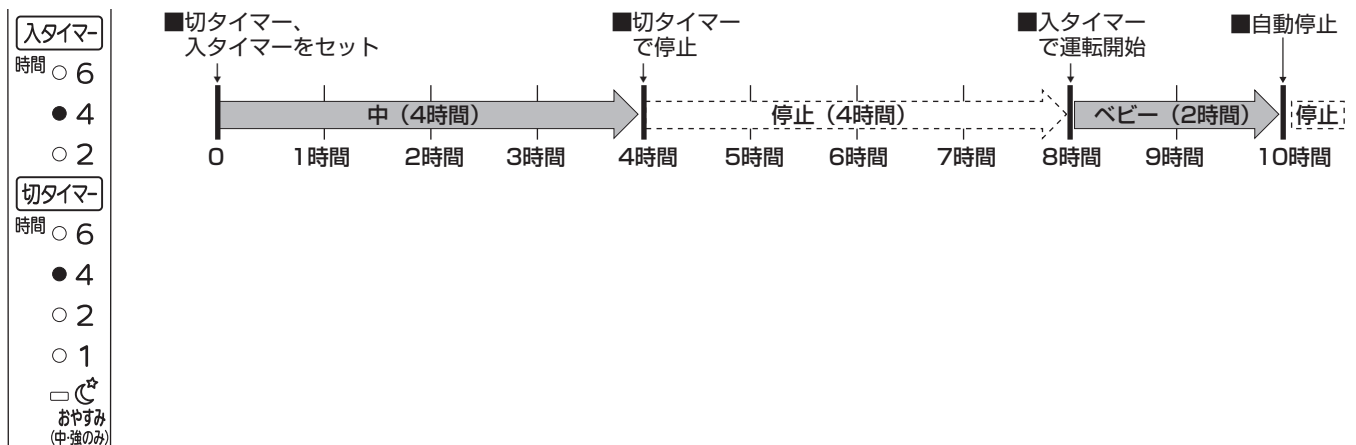 入タイマー
時間 ○ 6
● 4
○ 2
切タイマー
時間 ○ 6
● 4
○ 2
○ 1
おやすみ
(中・強のみ)
■切タイマー、
入タイマーをセット
■切タイマー
で停止
■入タイマー
で運転開始
■自動停止
中（4時間）
停止（4時間）
ベビー（2時間）
停止
0 1時間 2時間 3時間 4時間 5時間 6時間 7時間 8時間 9時間 10時間